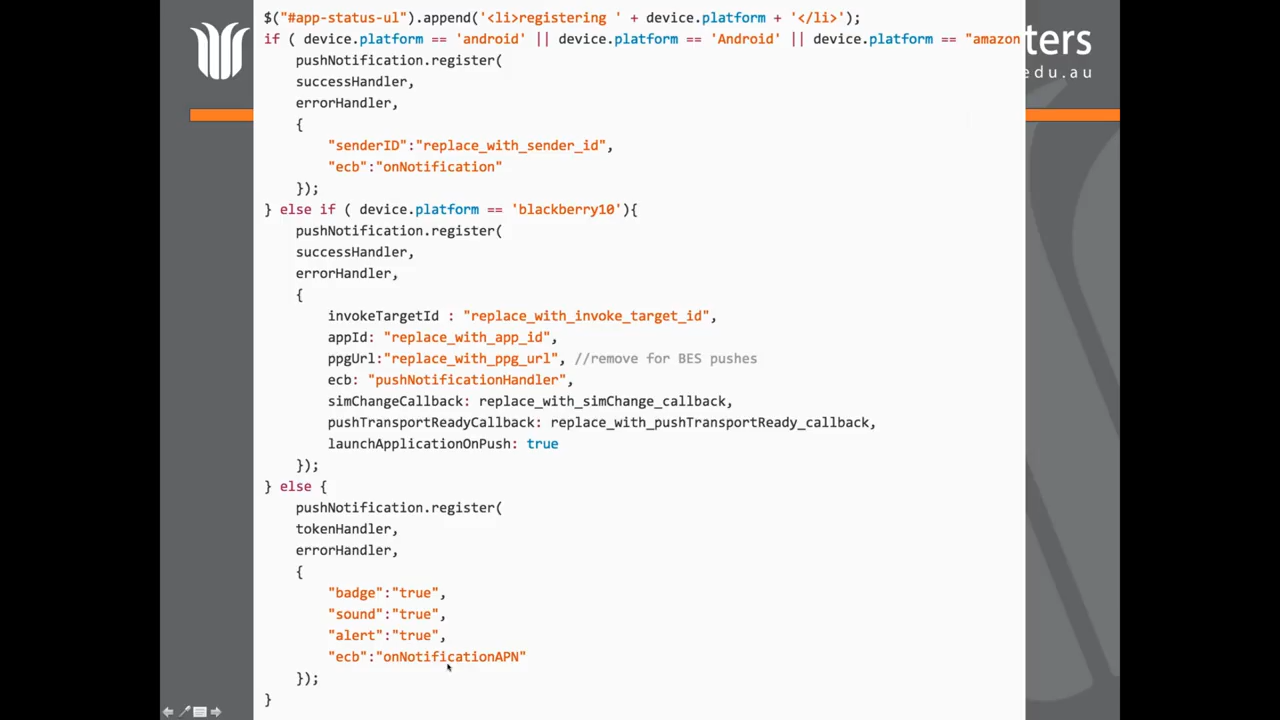 $("#app-status-ul").append('<li>registering ' + device.platform + '</li>');
if ( device.platform == 'android' || device.platform == 'Android' || device.platform == "amazon
ters
edu.au
    pushNotification.register(
    successHandler,
    errorHandler,
    {
        "senderID":"replace_with_sender_id",
        "ecb":"onNotification"
    });
} else if ( device.platform == 'blackberry10'){
    pushNotification.register(
    successHandler,
    errorHandler,
    {
        invokeTargetId : "replace_with_invoke_target_id",
        appId: "replace_with_app_id",
        ppgUrl:"replace_with_ppg_url", //remove for BES pushes
        ecb: "pushNotificationHandler",
        simChangeCallback: replace_with_simChange_callback,
        pushTransportReadyCallback: replace_with_pushTransportReady_callback,
        launchApplicationOnPush: true
    });
} else {
    pushNotification.register(
    tokenHandler,
    errorHandler,
    {
        "badge":"true",
        "sound":"true",
        "alert":"true",
        "ecb":"onNotificationAPN"
    });
}